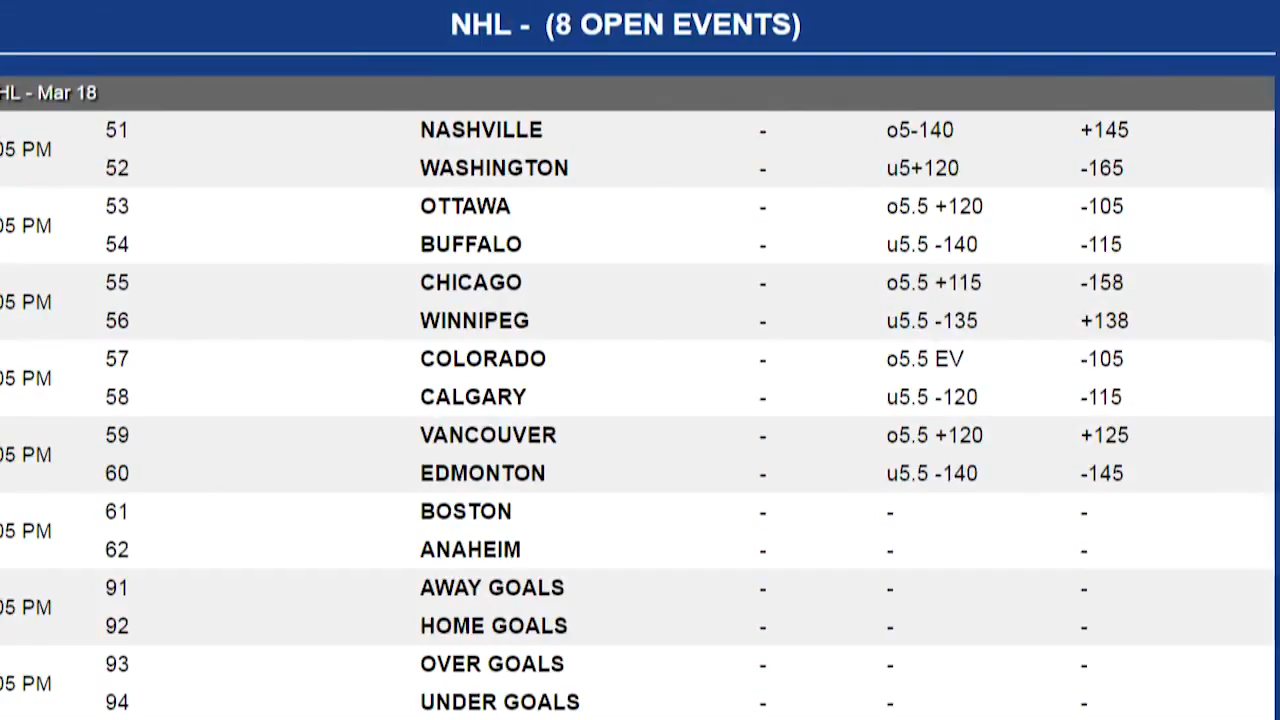 NHL - (8 OPEN EVENTS)
HL - Mar 18
51 NASHVILLE - o5-140 +145
05 PM
52 WASHINGTON - u5+120 -165
53 OTTAWA - o5.5 +120 -105
05 PM
54 BUFFALO - u5.5 -140 -115
55 CHICAGO - o5.5 +115 -158
05 PM
56 WINNIPEG - u5.5 -135 +138
57 COLORADO - o5.5 EV -105
05 PM
58 CALGARY - u5.5 -120 -115
59 VANCOUVER - o5.5 +120 +125
05 PM
60 EDMONTON - u5.5 -140 -145
61 BOSTON - - -
05 PM
62 ANAHEIM - - -
91 AWAY GOALS - - -
05 PM
92 HOME GOALS - - -
93 OVER GOALS - - -
05 PM
94 UNDER GOALS - - -